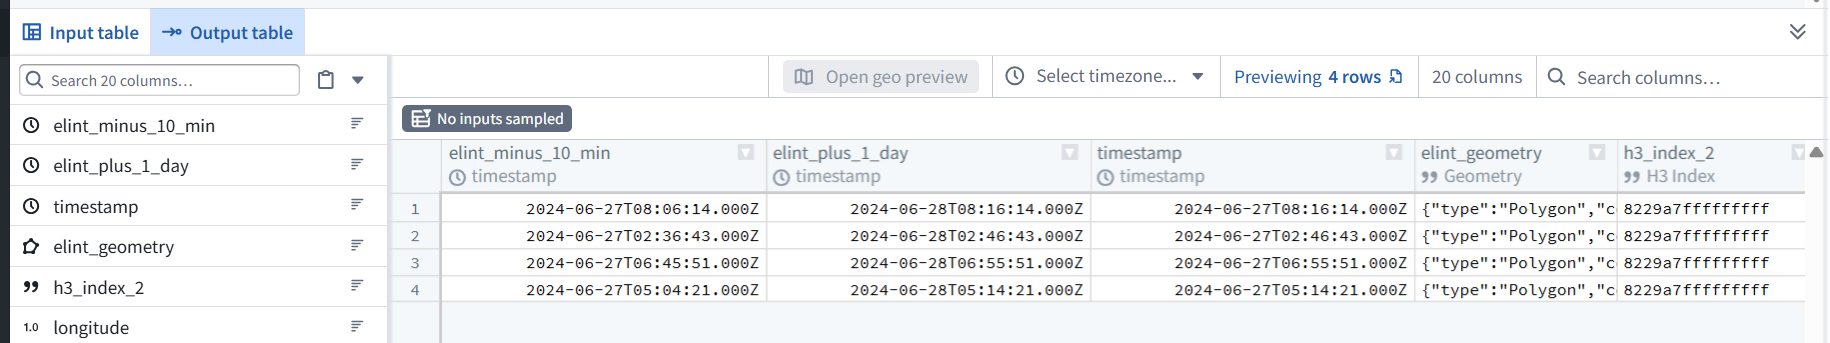 Input table
Output table
Search 20 columns…
Open geo preview
Select timezone…
Previewing 4 rows
20 columns
Search columns…
No inputs sampled
elint_minus_10_min
elint_plus_1_day
timestamp
elint_geometry
h3_index_2
1.0 longitude
elint_minus_10_min elint_plus_1_day timestamp elint_geometry h3_index_2
timestamp timestamp timestamp Geometry H3 Index
1 2024-06-27T08:06:14.000Z 2024-06-28T08:16:14.000Z 2024-06-27T08:16:14.000Z {"type":"Polygon","c 8229a7fffffffff
2 2024-06-27T02:36:43.000Z 2024-06-28T02:46:43.000Z 2024-06-27T02:46:43.000Z {"type":"Polygon","c 8229a7fffffffff
3 2024-06-27T06:45:51.000Z 2024-06-28T06:55:51.000Z 2024-06-27T06:55:51.000Z {"type":"Polygon","c 8229a7fffffffff
4 2024-06-27T05:04:21.000Z 2024-06-28T05:14:21.000Z 2024-06-27T05:14:21.000Z {"type":"Polygon","c 8229a7fffffffff